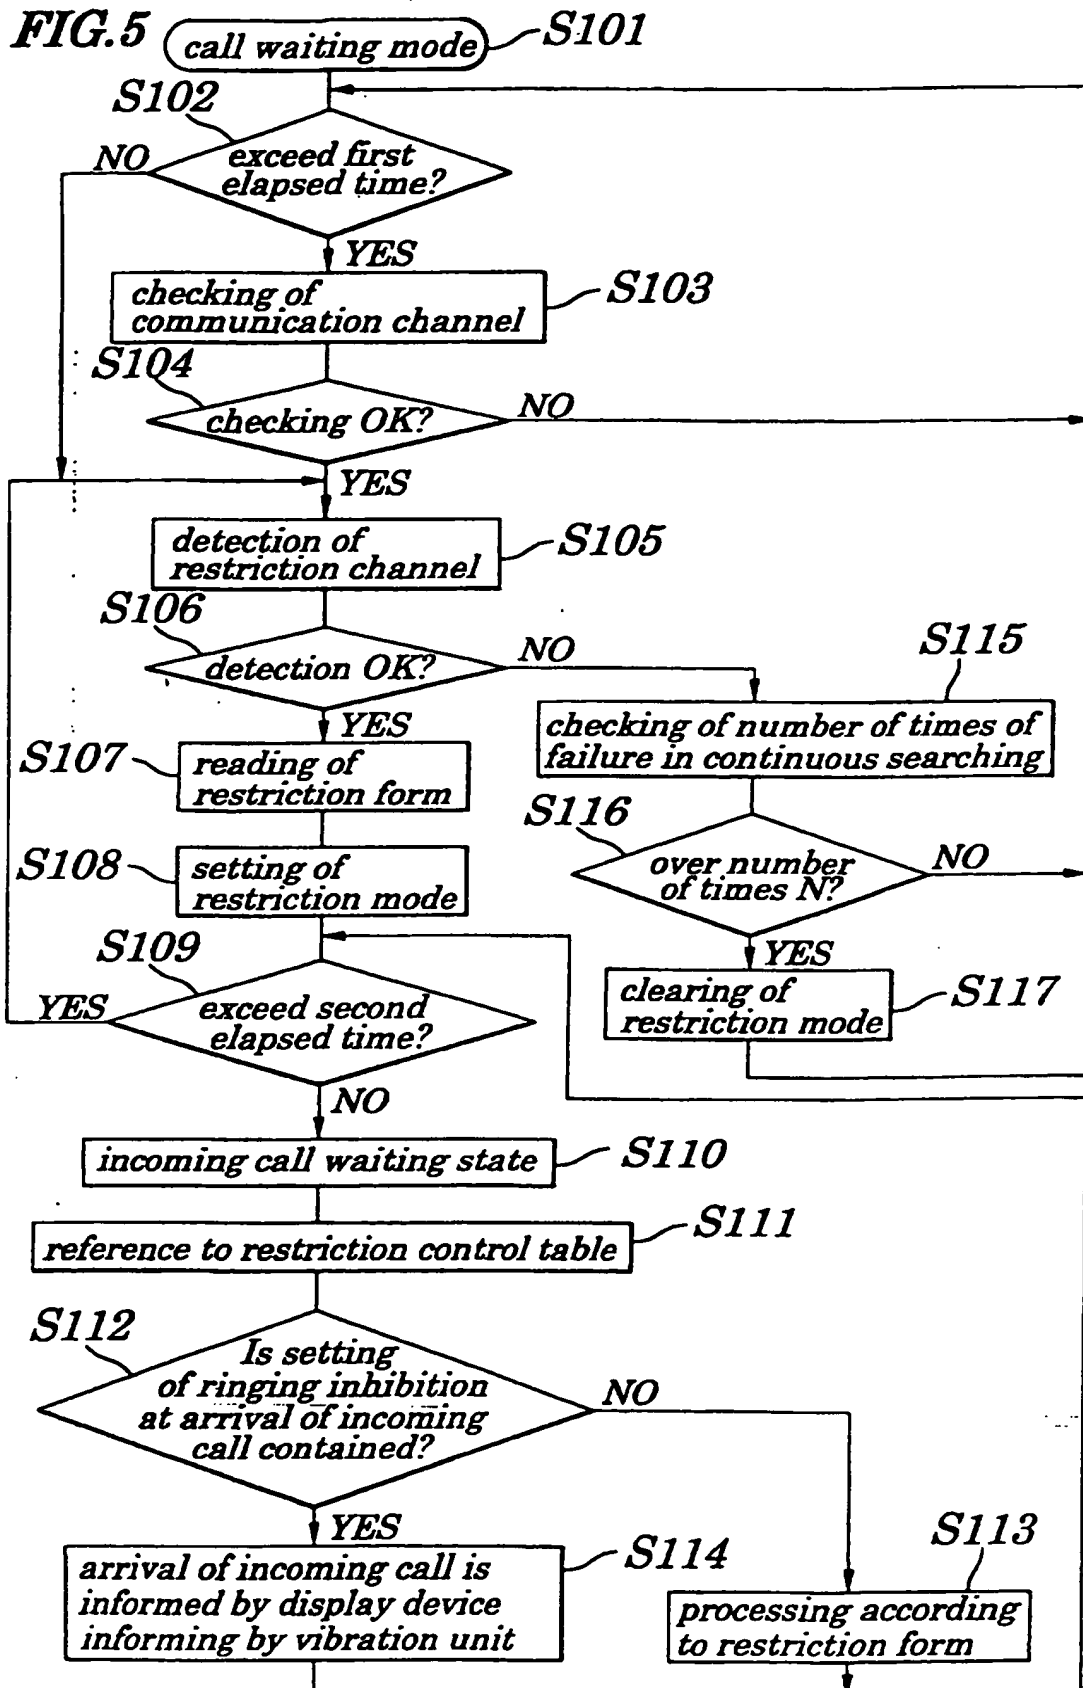 FIG.5
call waiting mode
S101
S102
NO
exceed first
elapsed time?
YES
checking of
communication channel
S103
S104
checking OK?
NO
YES
detection of
restriction channel
S105
S106
detection OK?
NO
S115
YES
checking of number of times of
failure in continuous searching
S107
reading of
restriction form
S116
S108
setting of
restriction mode
over number
of times N?
NO
S109
YES
YES
exceed second
elapsed time?
clearing of
restriction mode
S117
NO
incoming call waiting state
S110
reference to restriction control table
S111
S112
Is setting
of ringing inhibition
at arrival of incoming
call contained?
NO
YES
S113
arrival of incoming call is
informed by display device
informing by vibration unit
S114
processing according
to restriction form